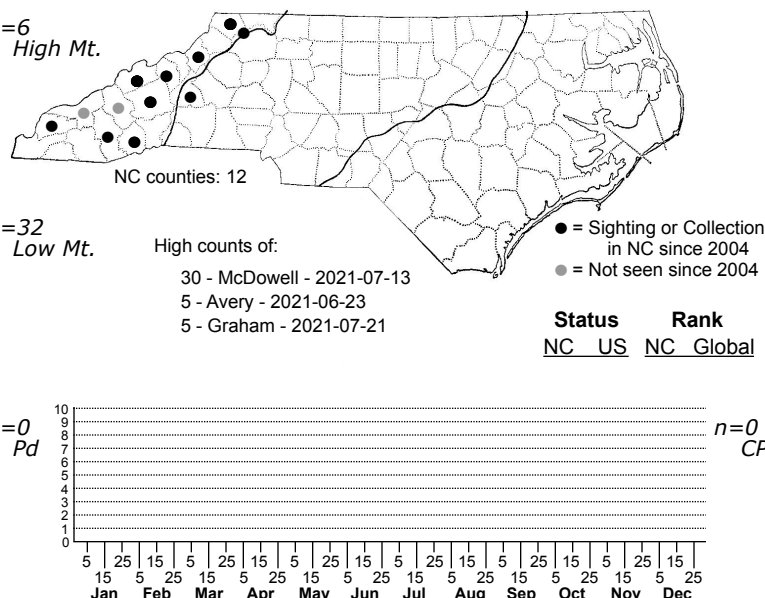 =6
High Mt.
NC counties: 12
=32
Low Mt.
High counts of:
30 - McDowell - 2021-07-13
5 - Avery - 2021-06-23
5 - Graham - 2021-07-21
= Sighting or Collection
in NC since 2004
= Not seen since 2004
Status Rank
NC US NC Global
=0
Pd
n=0
CP
10
9
8
7
6
5
4
3
2
1
0
5 25 15 5 25 15 5 25 15 5 25 15 5 25 15 5 25 15
15 5 25 15 5 25 15 5 25 15 5 25 15 5 25 15 5 25
Jan Feb Mar Apr May Jun Jul Aug Sep Oct Nov Dec